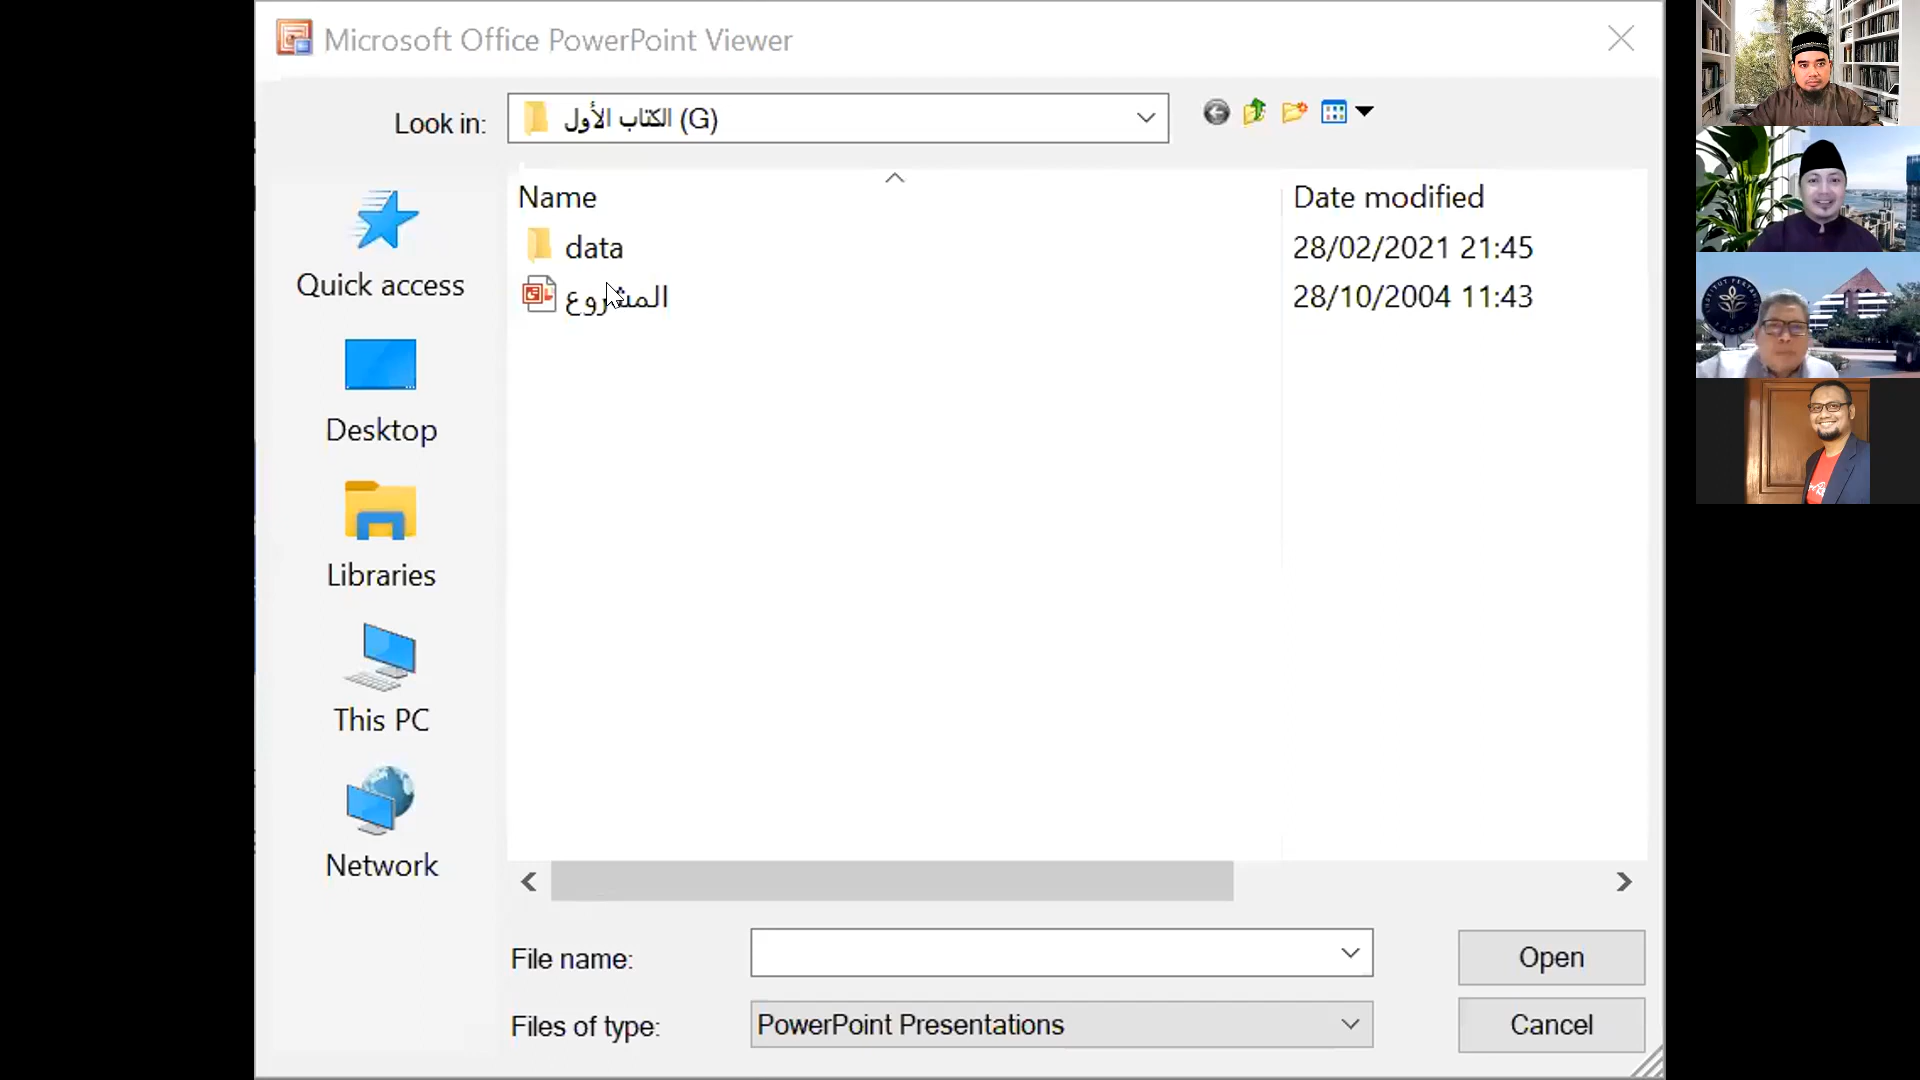 Microsoft Office PowerPoint Viewer
Look in:
الكتاب الأول (G)
Name
Date modified
data
28/02/2021 21:45
المشروع
28/10/2004 11:43
Quick access
Desktop
Libraries
This PC
Network
File name:
Open
Files of type:
PowerPoint Presentations
Cancel